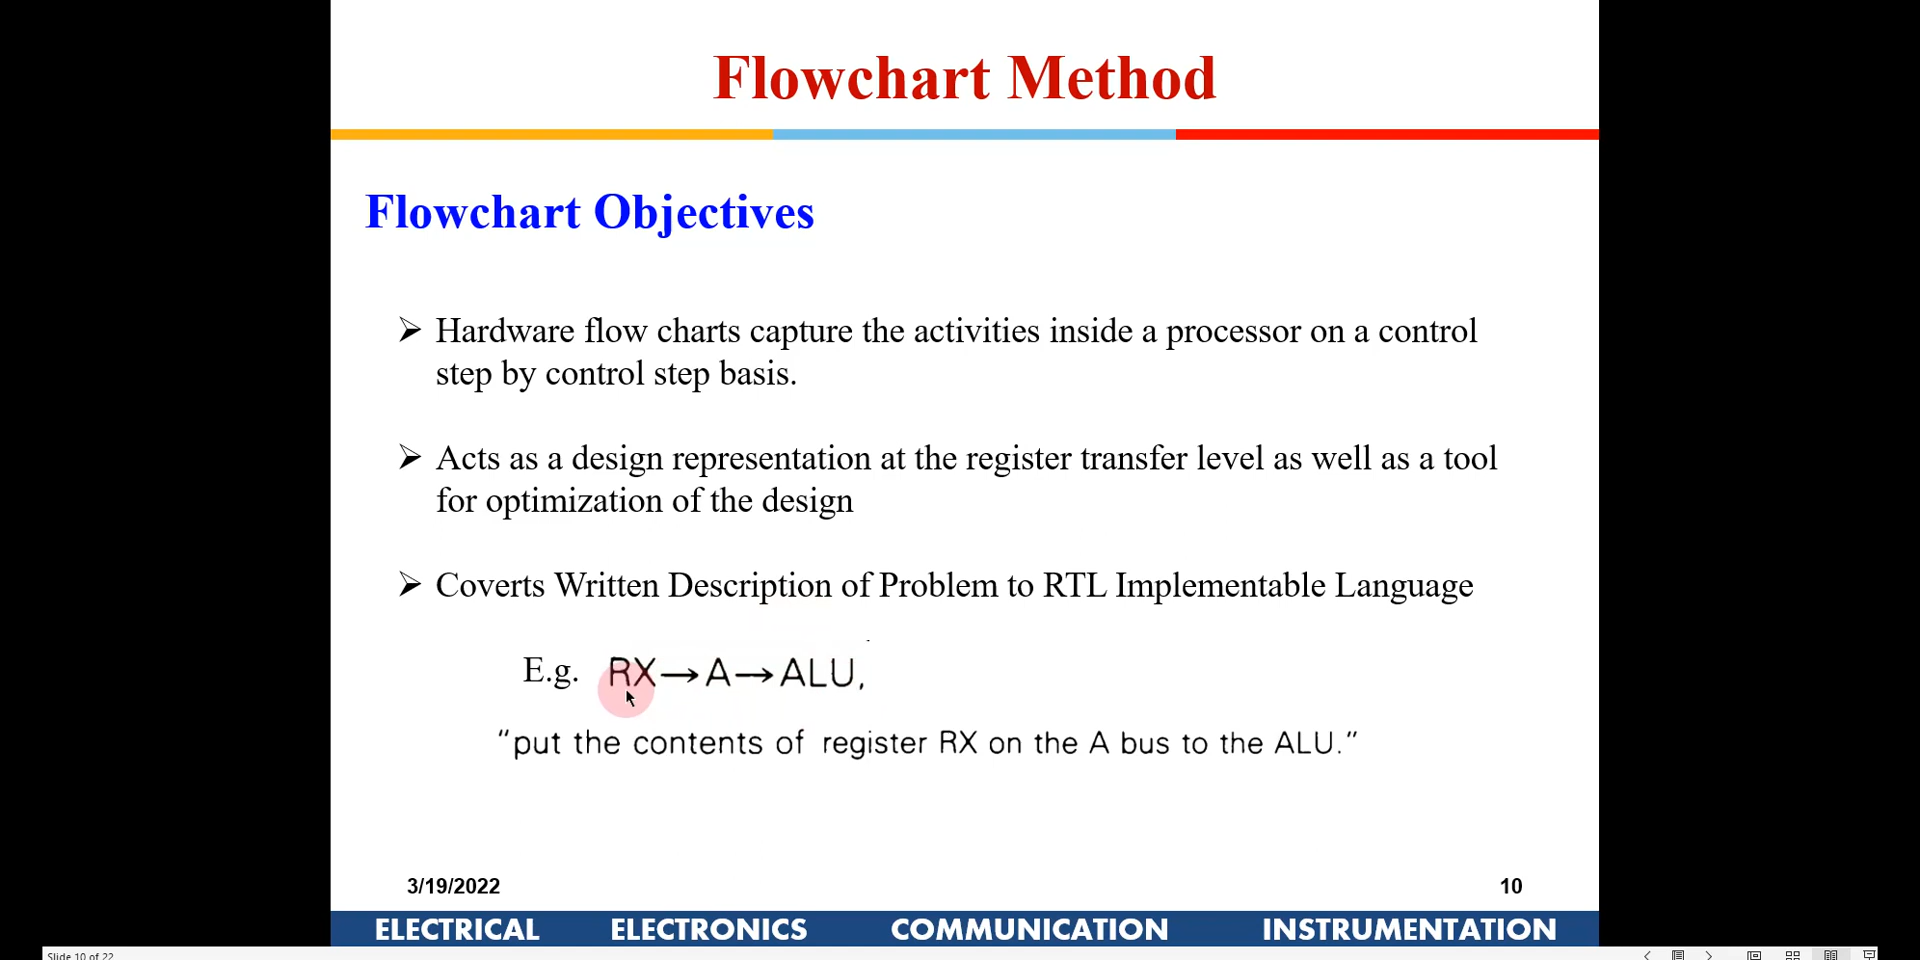 Flowchart Method
Flowchart Objectives
➢ Hardware flow charts capture the activities inside a processor on a control
step by control step basis.
➢ Acts as a design representation at the register transfer level as well as a tool
for optimization of the design
➢ Coverts Written Description of Problem to RTL Implementable Language
E.g. RX→A→ALU,
"put the contents of register RX on the A bus to the ALU."
3/19/2022 10
ELECTRICAL ELECTRONICS COMMUNICATION INSTRUMENTATION
Slide 10 of 22